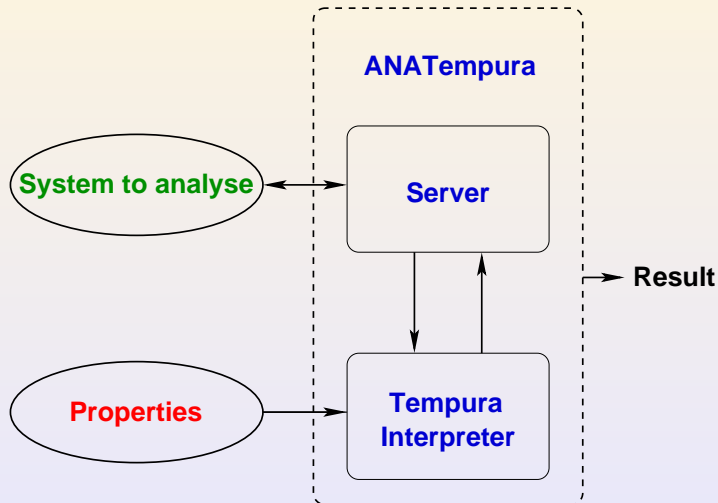 ANATempura
System to analyse
Server
Result
Properties
Tempura
Interpreter